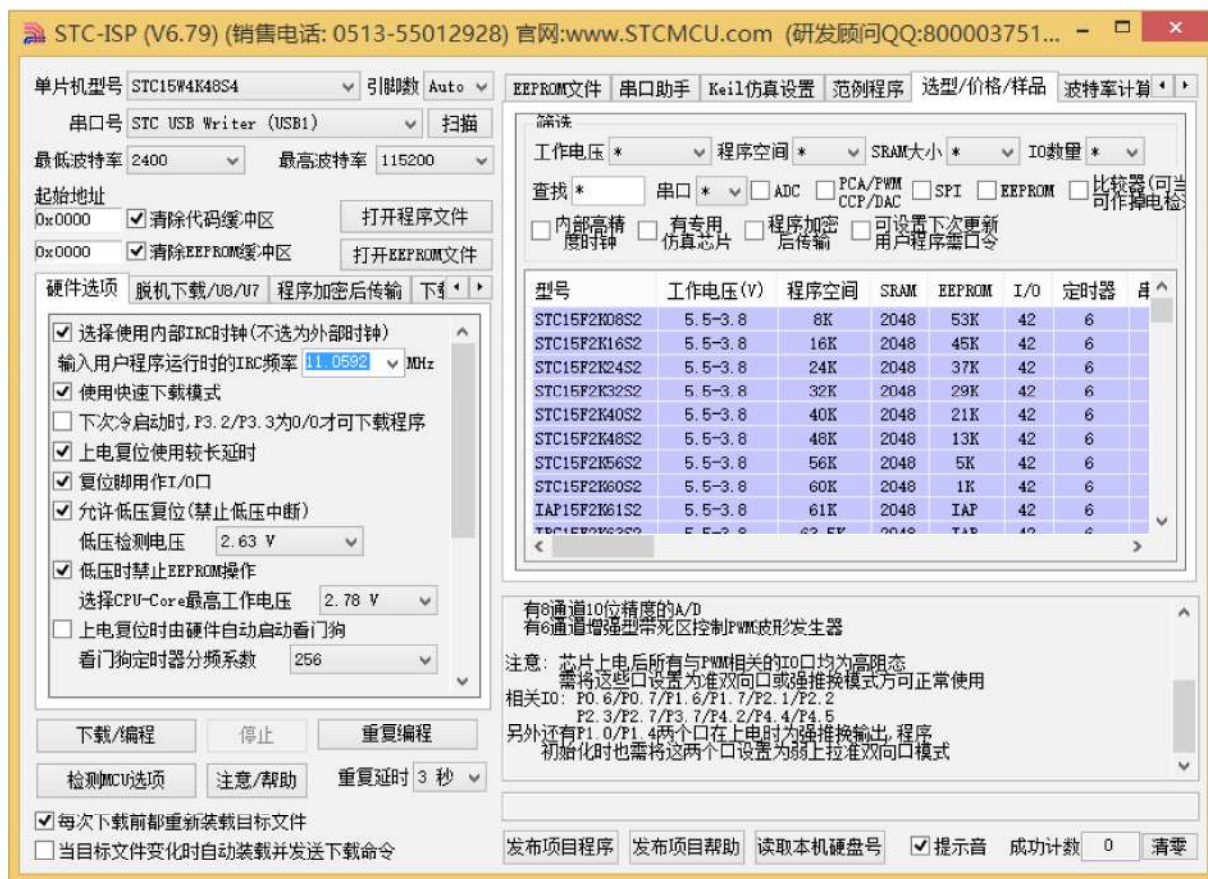 STC-ISP (V6.79) (销售电话: 0513-55012928) 官网:www.STCMCU.com (研发顾问QQ:800003751...
单片机型号 STC15W4K48S4 引脚数 Auto
串口号 STC USB Writer (USB1) 扫描
最低波特率 2400 最高波特率 115200
起始地址
0x0000 清除代码缓冲区 打开程序文件
0x0000 清除EEPROM缓冲区 打开EEPROM文件
硬件选项 脱机下载/U8/U7 程序加密后传输 下载
选择使用内部IRC时钟(不选为外部时钟)
输入用户程序运行时的IRC频率 11.0592 MHz
使用快速下载模式
下次冷启动时,P3.2/P3.3为0/0才可下载程序
上电复位使用较长延时
复位脚用作I/O口
允许低压复位(禁止低压中断)
低压检测电压 2.63 V
低压时禁止EEPROM操作
选择CPU-Core最高工作电压 2.78 V
上电复位时由硬件自动启动看门狗
看门狗定时器分频系数 256
下载/编程 停止 重复编程
检测MCU选项 注意/帮助 重复延时 3 秒
每次下载前都重新装载目标文件
当目标文件变化时自动装载并发送下载命令
EEPROM文件 串口助手 Keil仿真设置 范例程序 选型/价格/样品 波特率计算
筛选
工作电压 * 程序空间 * SRAM大小 * IO数量 *
查找 * 串口 * ADC PCA/PWM SPI EEPROM 比较器(可当
CCP/DAC 可作掉电检
内部高精 有专用 程序加密 可设置下次更新
度时钟 仿真芯片 后传输 用户程序需口令
型号 工作电压(V) 程序空间 SRAM EEPROM I/O 定时器 串
STC15F2K08S2 5.5-3.8 8K 2048 53K 42 6
STC15F2K16S2 5.5-3.8 16K 2048 45K 42 6
STC15F2K24S2 5.5-3.8 24K 2048 37K 42 6
STC15F2K32S2 5.5-3.8 32K 2048 29K 42 6
STC15F2K40S2 5.5-3.8 40K 2048 21K 42 6
STC15F2K48S2 5.5-3.8 48K 2048 13K 42 6
STC15F2K56S2 5.5-3.8 56K 2048 5K 42 6
STC15F2K60S2 5.5-3.8 60K 2048 1K 42 6
IAP15F2K61S2 5.5-3.8 61K 2048 IAP 42 6
IRC15F2K63S2 5.5-3.8 63.5K 2048 IAP 42 6
有8通道10位精度的A/D
有6通道增强型带死区控制PWM波形发生器
注意: 芯片上电后所有与PWM相关的IO口均为高阻态
需将这些口设置为准双向口或强推挽模式方可正常使用
相关IO: P0.6/P0.7/P1.6/P1.7/P2.1/P2.2
P2.3/P2.7/P3.7/P4.2/P4.4/P4.5
另外还有P1.0/P1.4两个口在上电时为强推挽输出,程序
初始化时也需将这两个口设置为弱上拉准双向口模式
发布项目程序 发布项目帮助 读取本机硬盘号 提示音 成功计数 0 清零